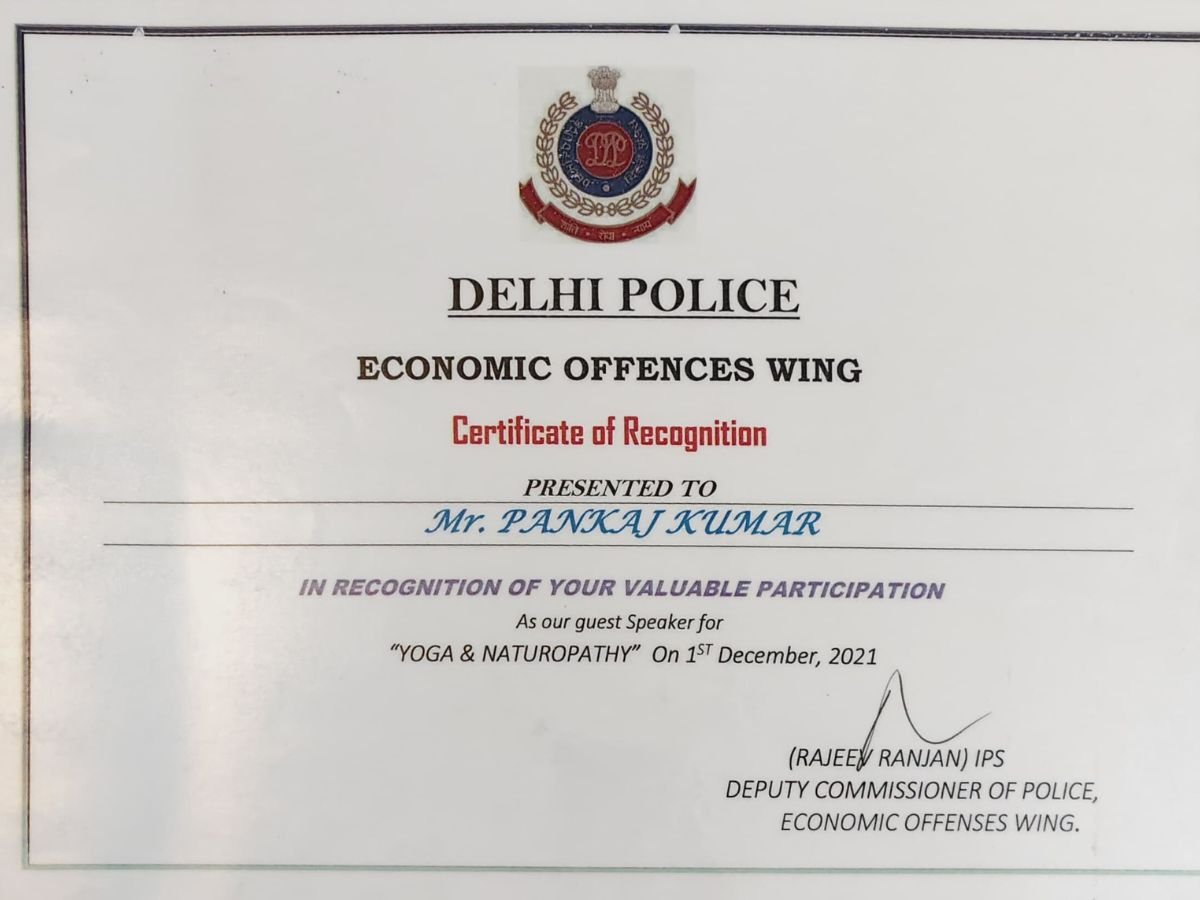 शांति · सेवा · न्याय
DELHI POLICE
ECONOMIC OFFENCES WING
Certificate of Recognition
PRESENTED TO
Mr. PANKAJ KUMAR
IN RECOGNITION OF YOUR VALUABLE PARTICIPATION
As our guest Speaker for
“YOGA & NATUROPATHY” On 1ST December, 2021
(RAJEEV RANJAN) IPS
DEPUTY COMMISSIONER OF POLICE,
ECONOMIC OFFENSES WING.